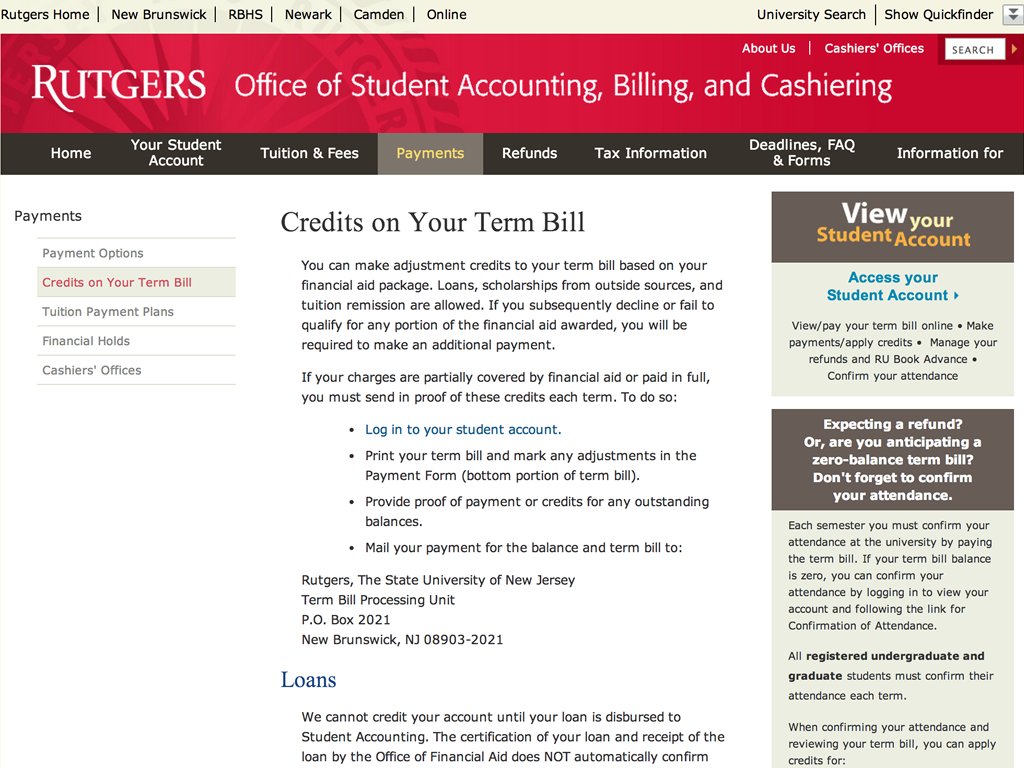 Rutgers Home | New Brunswick | RBHS | Newark | Camden | Online
University Search | Show Quickfinder
About Us | Cashiers' Offices
SEARCH
RUTGERS Office of Student Accounting, Billing, and Cashiering
Home
Your Student
Account
Tuition & Fees
Payments
Refunds
Tax Information
Deadlines, FAQ
& Forms
Information for
Payments
Payment Options
Credits on Your Term Bill
Tuition Payment Plans
Financial Holds
Cashiers' Offices
Credits on Your Term Bill
You can make adjustment credits to your term bill based on your
financial aid package. Loans, scholarships from outside sources, and
tuition remission are allowed. If you subsequently decline or fail to
qualify for any portion of the financial aid awarded, you will be
required to make an additional payment.
If your charges are partially covered by financial aid or paid in full,
you must send in proof of these credits each term. To do so:
• Log in to your student account.
• Print your term bill and mark any adjustments in the
Payment Form (bottom portion of term bill).
• Provide proof of payment or credits for any outstanding
balances.
• Mail your payment for the balance and term bill to:
Rutgers, The State University of New Jersey
Term Bill Processing Unit
P.O. Box 2021
New Brunswick, NJ 08903-2021
Loans
We cannot credit your account until your loan is disbursed to
Student Accounting. The certification of your loan and receipt of the
loan by the Office of Financial Aid does NOT automatically confirm
View your
Student Account
Access your
Student Account
View/pay your term bill online • Make
payments/apply credits • Manage your
refunds and RU Book Advance •
Confirm your attendance
Expecting a refund?
Or, are you anticipating a
zero-balance term bill?
Don't forget to confirm
your attendance.
Each semester you must confirm your
attendance at the university by paying
the term bill. If your term bill balance
is zero, you can confirm your
attendance by logging in to view your
account and following the link for
Confirmation of Attendance.
All registered undergraduate and
graduate students must confirm their
attendance each term.
When confirming your attendance and
reviewing your term bill, you can apply
credits for: